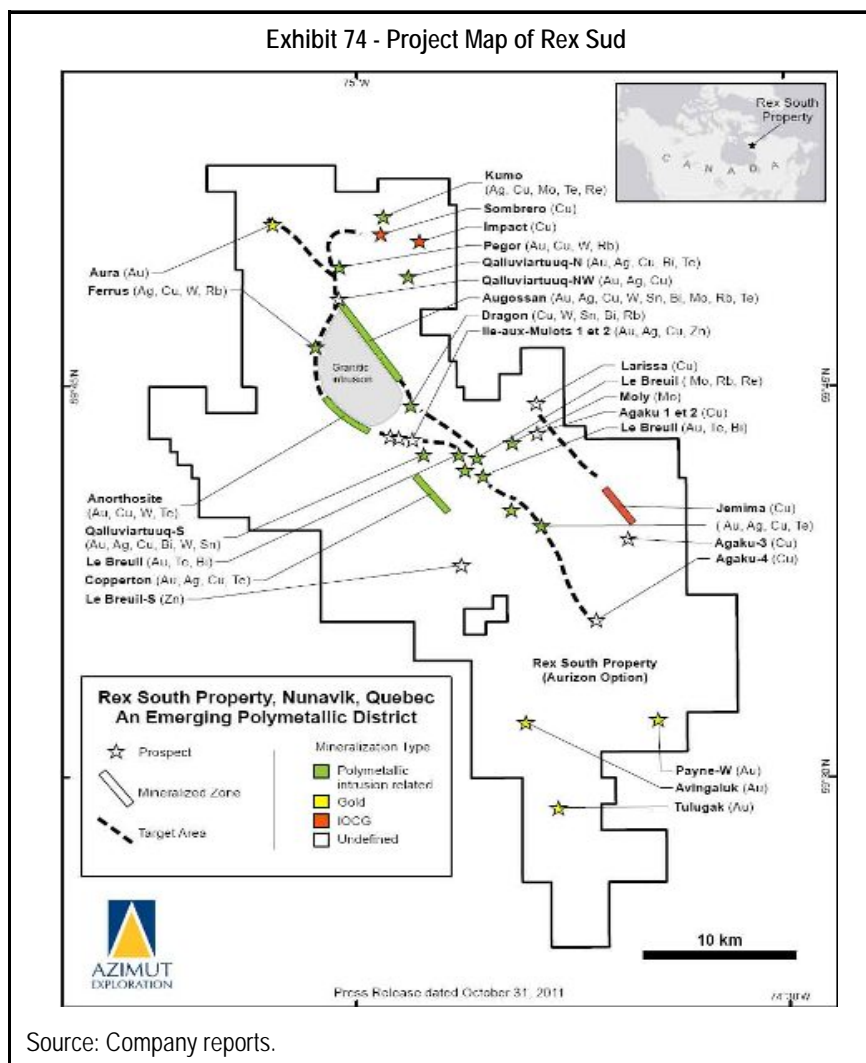 Exhibit 74 - Project Map of Rex Sud
75°W
Rex South
Property
CANADA
Kumo
(Ag, Cu, Mo, Te, Re)
Sombrero (Cu)
Impact (Cu)
Pegor (Au, Cu, W, Rb)
Qalluviartuuq-N (Au, Ag, Cu, Bi, Te)
Qalluviartuuq-NW (Au, Ag, Cu)
Augossan (Au, Ag, Cu, W, Sn, Bi, Mo, Rb, Te)
Dragon (Cu, W, Sn, Bi, Rb)
Ile-aux-Mulots 1 et 2 (Au, Ag, Cu, Zn)
Aura (Au)
Ferrus (Ag, Cu, W, Rb)
Granitic
intrusion
Larissa (Cu)
Le Breuil (Mo, Rb, Re)
Moly (Mo)
Agaku 1 et 2 (Cu)
Le Breuil (Au, Te, Bi)
Anorthosite
(Au, Cu, W, Te)
Qalluviartuuq-S
(Au, Ag, Cu, Bi, W, Sn)
Le Breuil (Au, Te, Bi)
Copperton (Au, Ag, Cu, Te)
Le Breuil-S (Zn)
Jemima (Cu)
(Au, Ag, Cu, Te)
Agaku-3 (Cu)
Agaku-4 (Cu)
Rex South Property
(Aurizon Option)
Payne-W (Au)
Avingaluk (Au)
Tulugak (Au)
Rex South Property, Nunavik, Quebec
An Emerging Polymetallic District
Prospect
Mineralized Zone
Target Area
Mineralization Type
Polymetallic
intrusion related
Gold
IOCG
Undefined
AZIMUT
EXPLORATION
10 km
Press Release dated October 31, 2011
74°30'W
Source: Company reports.